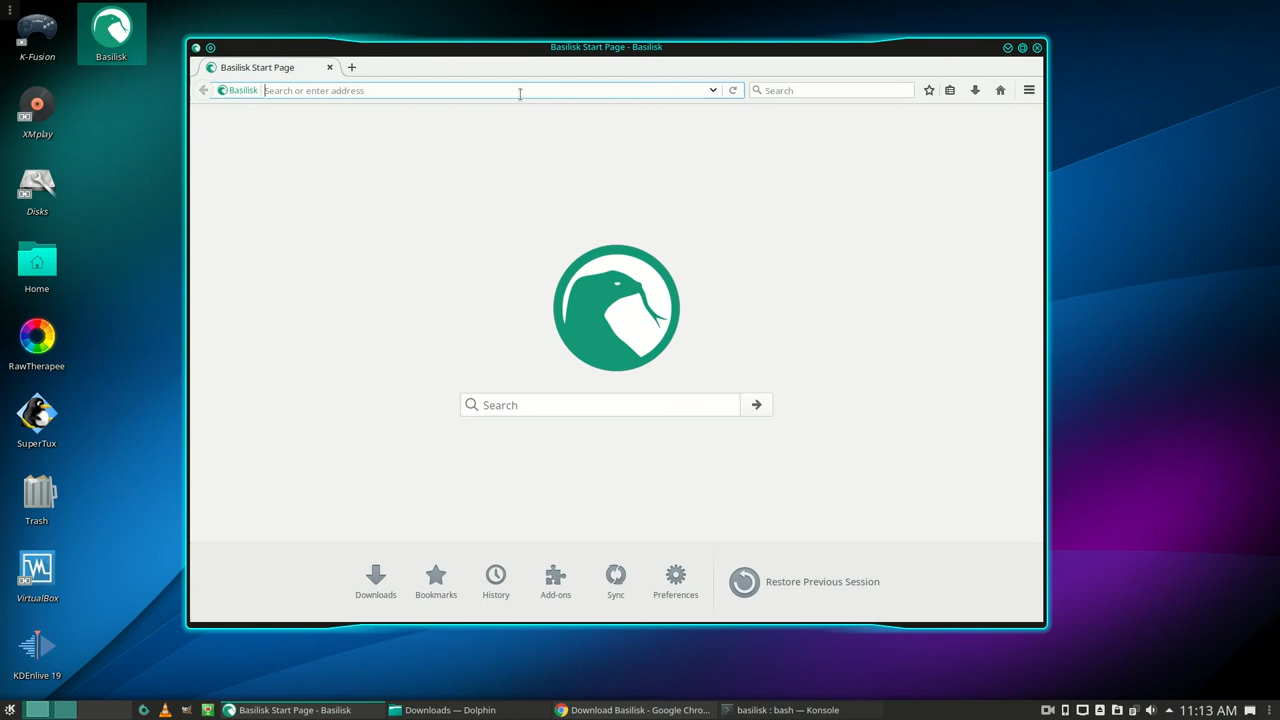 K-Fusion
Basilisk
XMplay
Disks
Home
RawTherapee
SuperTux
Trash
VirtualBox
KDEnlive 19
Basilisk Start Page - Basilisk
Basilisk Start Page
Basilisk
Search or enter address
Search
Search
Downloads
Bookmarks
History
Add-ons
Sync
Preferences
Restore Previous Session
Basilisk Start Page - Basilisk
Downloads — Dolphin
Download Basilisk - Google Chro...
basilisk : bash — Konsole
11:13 AM